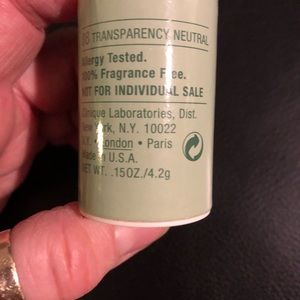 08 TRANSPARENCY NEUTRAL
Allergy Tested.
100% Fragrance Free.
NOT FOR INDIVIDUAL SALE
Clinique Laboratories, Dist.
New York, N.Y. 10022
N.Y. • London • Paris
Made in U.S.A.
NET WT. .15OZ./4.2g